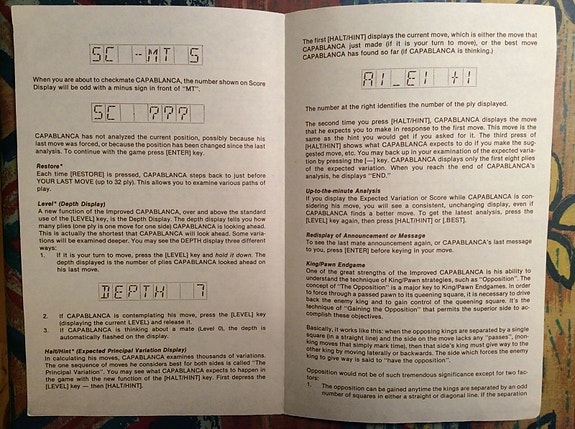 SC -MT 5
When you are about to checkmate CAPABLANCA, the number shown on Score
Display will be odd with a minus sign in front of "MT".
SC ???
CAPABLANCA has not analyzed the current position, possibly because his
last move was forced, or because the position has been changed since the last
analysis. To continue with the game press [ENTER] key.
Restore*
Each time [RESTORE] is pressed, CAPABLANCA steps back to just before
YOUR LAST MOVE (up to 32 ply). This allows you to examine various paths of
play.
Level* (Depth Display)
A new function of the Improved CAPABLANCA, over and above the standard
use of the [LEVEL] key, is the Depth Display. The depth display tells you how
many plies (one ply is one move for one side) CAPABLANCA is looking ahead.
This is actually the shortest that CAPABLANCA will look ahead. Some varia-
tions will be examined deeper. You may see the DEPTH display three different
ways:
1. If it is your turn to move, press the [LEVEL] key and hold it down. The
depth displayed is the number of plies CAPABLANCA looked ahead on
his last move.
DEPTH 7
2. If CAPABLANCA is contemplating his move, press the [LEVEL] key
(displaying the current LEVEL) and release it.
3. If CAPABLANCA is thinking about a mate (Level 0), the depth is
automatically flashed on the display.
Halt/Hint* (Expected Principal Variation Display)
In calculating his moves, CAPABLANCA examines thousands of variations.
The one sequence of moves he considers best for both sides is called "The
Principal Variation". You may see what CAPABLANCA expects to happen in
the game with the new function of the [HALT/HINT] key. First depress the
[LEVEL] key — then [HALT/HINT].
The first [HALT/HINT] displays the current move, which is either the move that
CAPABLANCA just made (if it is your turn to move), or the best move
CAPABLANCA has found so far (if CAPABLANCA is thinking.)
A1_E1 +1
The number at the right identifies the number of the ply displayed.
The second time you press [HALT/HINT], CAPABLANCA displays the move
that he expects you to make in response to the first move. This move is the
same as the hint you would get if you asked for it. The third press of
[HALT/HINT] shows what CAPABLANCA expects to do if you make the sug-
gested move, etc. You may back up in your examination of the expected varia-
tion by pressing the [—] key. CAPABLANCA displays only the first eight plies
of the expected variation. When you reach the end of CAPABLANCA'S
analysis, he displays "END."
Up-to-the-minute Analysis
If you display the Expected Variation or Score while CAPABLANCA is con-
sidering his move, you will see a consistent, unchanging display, even if
CAPABLANCA finds a better move. To get the latest analysis, press the
[LEVEL] key again, then press [HALT/HINT] or [.BEST].
Redisplay of Announcement or Message
To see the last mate announcement again, or CAPABLANCA'S last message
to you, press [ENTER] before keying in your move.
King/Pawn Endgame
One of the great strengths of the Improved CAPABLANCA is his ability to
understand the technique of King/Pawn techniques, such as "Opposition". The
concept of "The Opposition" is a major key to King/Pawn Endgames. In order
to force through a passed pawn to its queening square, it is necessary to drive
back the enemy king and to gain control of the queening square. It's the
technique of "Gaining the Opposition" that permits the superior side to ac-
complish these objectives.
Basically, it works like this: when the opposing kings are separated by a single
square (in a straight line) and the side on the move lacks any "passes", (non-
king moves that simply mark time), then that side's king must give way to the
other king by moving laterally or backwards. The side which forces the enemy
king to give way is said to "have the opposition".
Opposition would not be of such tremendous significance except for two fac-
tors:
1. The opposition can be gained anytime the kings are separated by an odd
number of squares in either a straight or diagonal line. If the separation